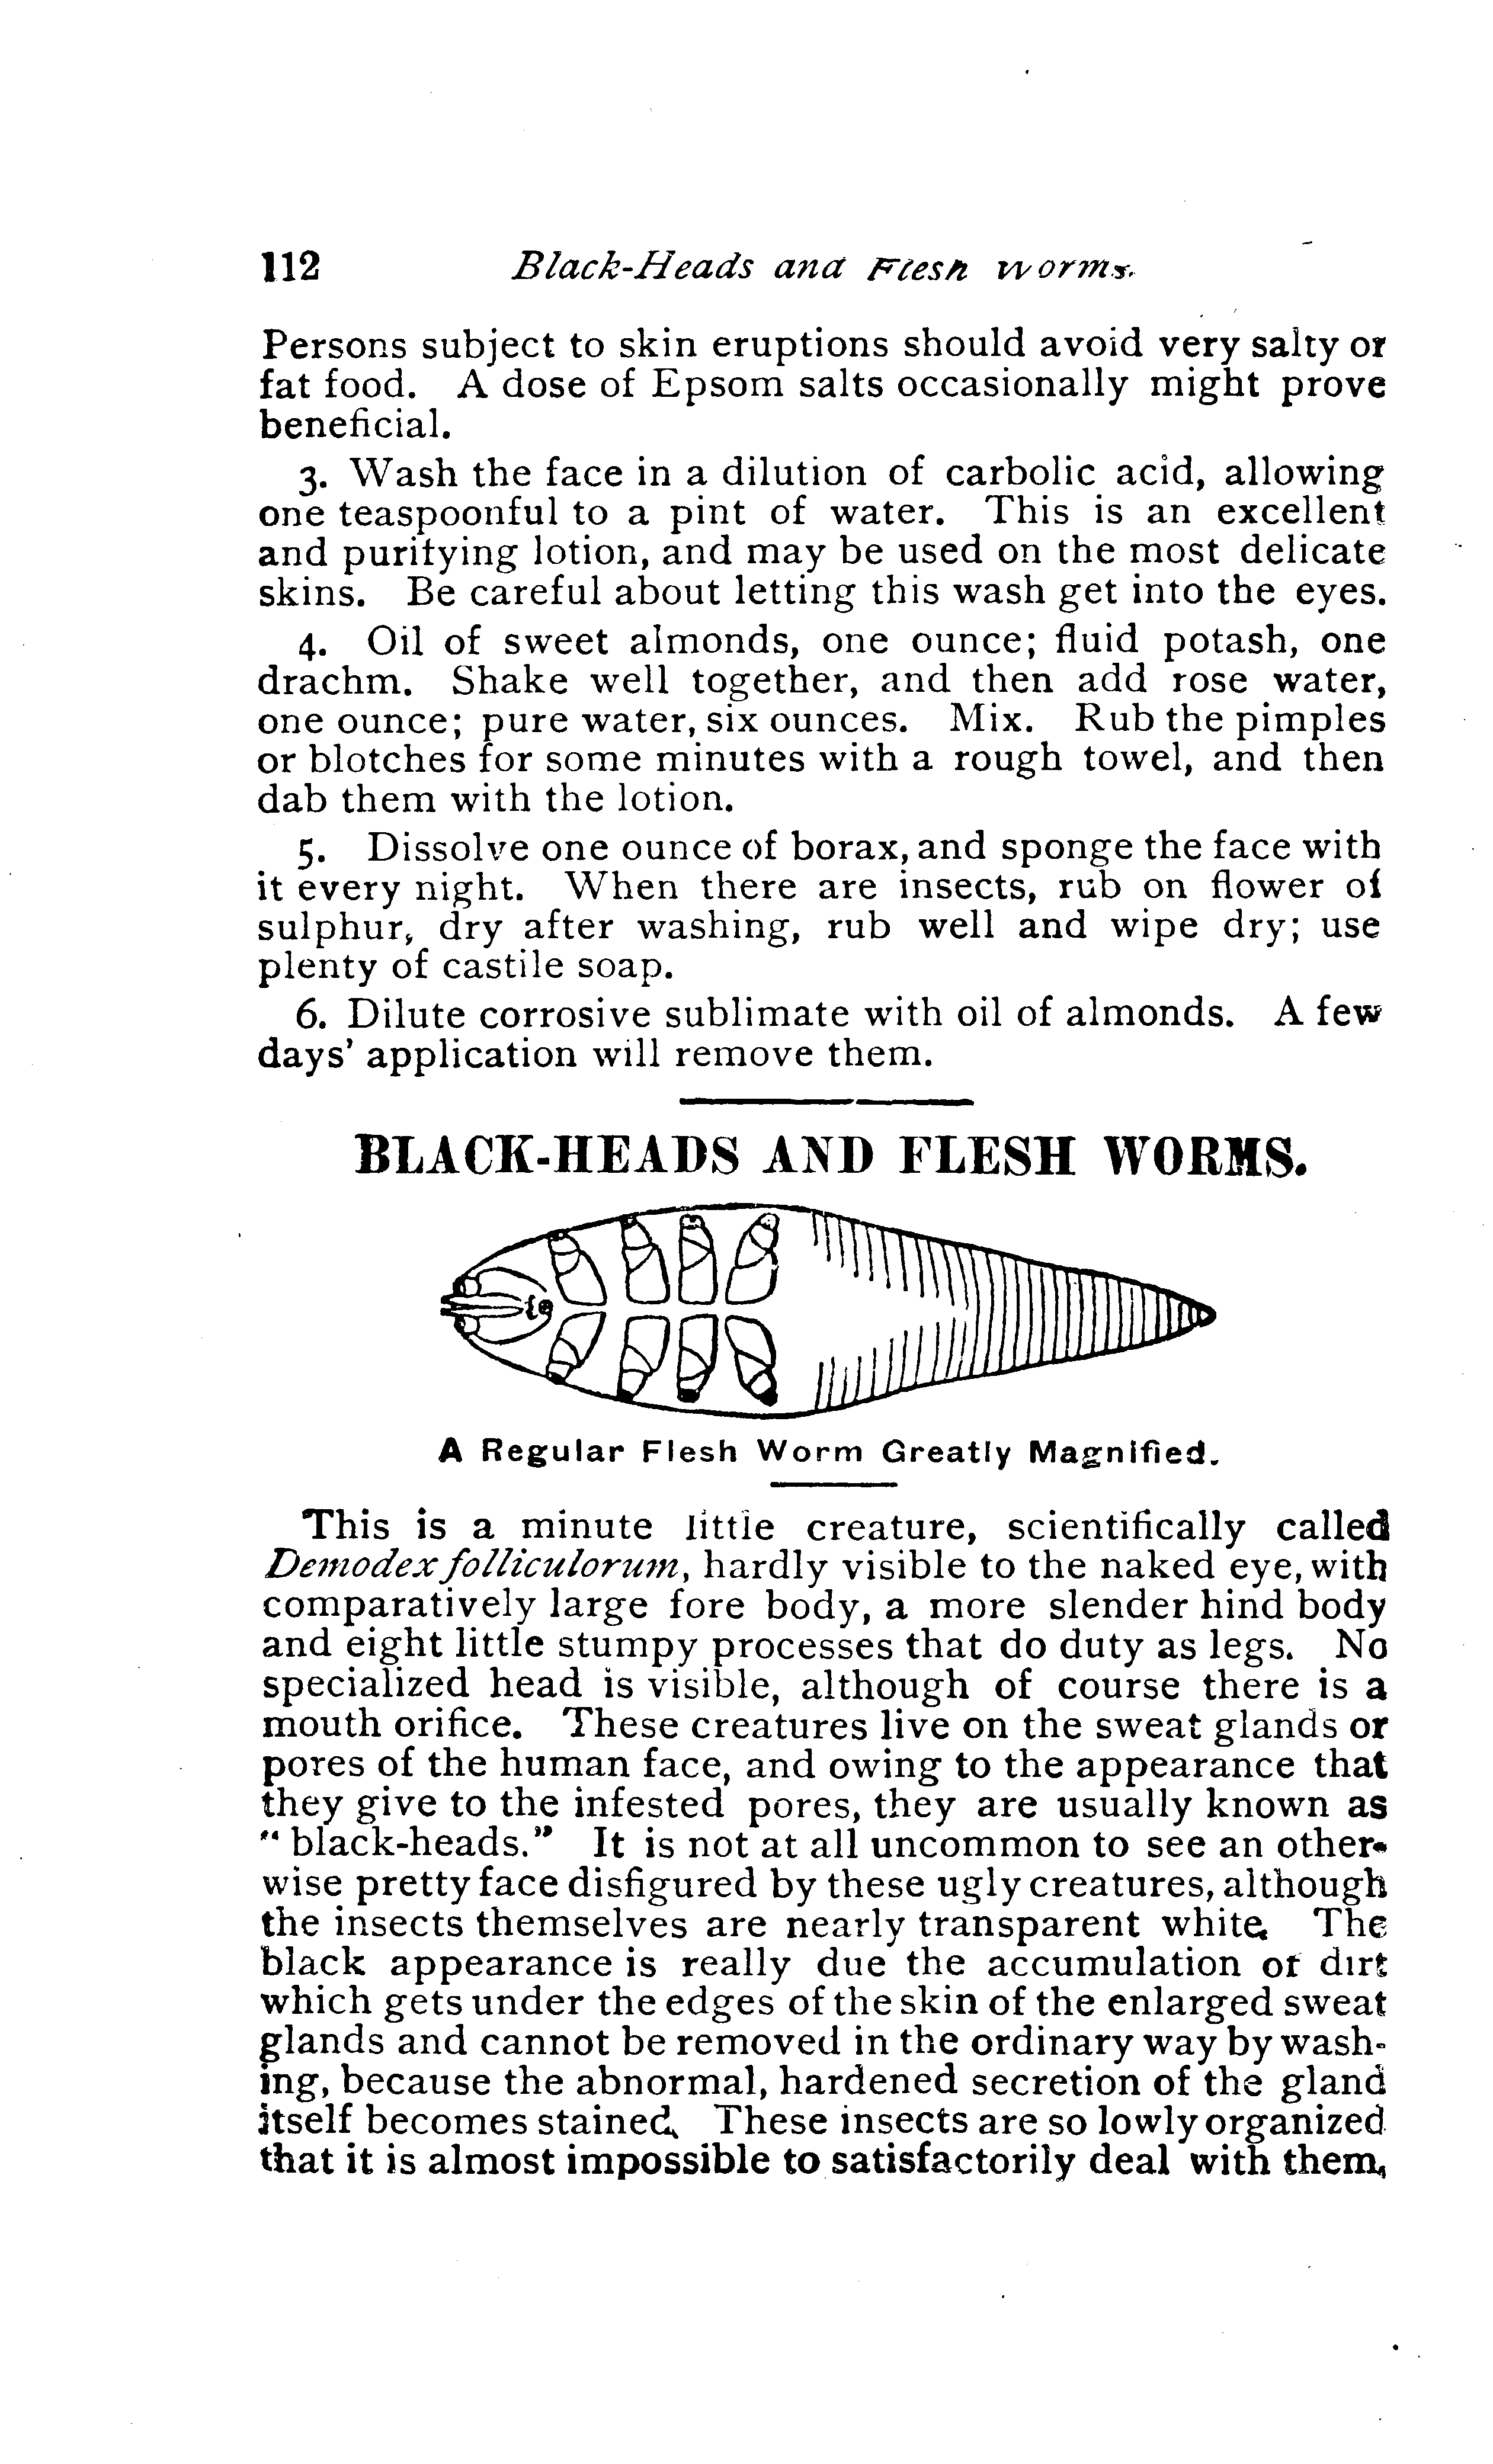 112 Black-Heads and Flesh Worms.
Persons subject to skin eruptions should avoid very salty or
fat food. A dose of Epsom salts occasionally might prove
beneficial.
3. Wash the face in a dilution of carbolic acid, allowing
one teaspoonful to a pint of water. This is an excellent
and purifying lotion, and may be used on the most delicate
skins. Be careful about letting this wash get into the eyes.
4. Oil of sweet almonds, one ounce; fluid potash, one
drachm. Shake well together, and then add rose water,
one ounce; pure water, six ounces. Mix. Rub the pimples
or blotches for some minutes with a rough towel, and then
dab them with the lotion.
5. Dissolve one ounce of borax, and sponge the face with
it every night. When there are insects, rub on flower of
sulphur, dry after washing, rub well and wipe dry; use
plenty of castile soap.
6. Dilute corrosive sublimate with oil of almonds. A few
days' application will remove them.
BLACK-HEADS AND FLESH WORMS.
A Regular Flesh Worm Greatly Magnified.
This is a minute little creature, scientifically called
Demodex folliculorum, hardly visible to the naked eye, with
comparatively large fore body, a more slender hind body
and eight little stumpy processes that do duty as legs. No
specialized head is visible, although of course there is a
mouth orifice. These creatures live on the sweat glands or
pores of the human face, and owing to the appearance that
they give to the infested pores, they are usually known as
"black-heads." It is not at all uncommon to see an other-
wise pretty face disfigured by these ugly creatures, although
the insects themselves are nearly transparent white. The
black appearance is really due the accumulation of dirt
which gets under the edges of the skin of the enlarged sweat
glands and cannot be removed in the ordinary way by wash-
ing, because the abnormal, hardened secretion of the gland
itself becomes stained. These insects are so lowly organized
that it is almost impossible to satisfactorily deal with them,